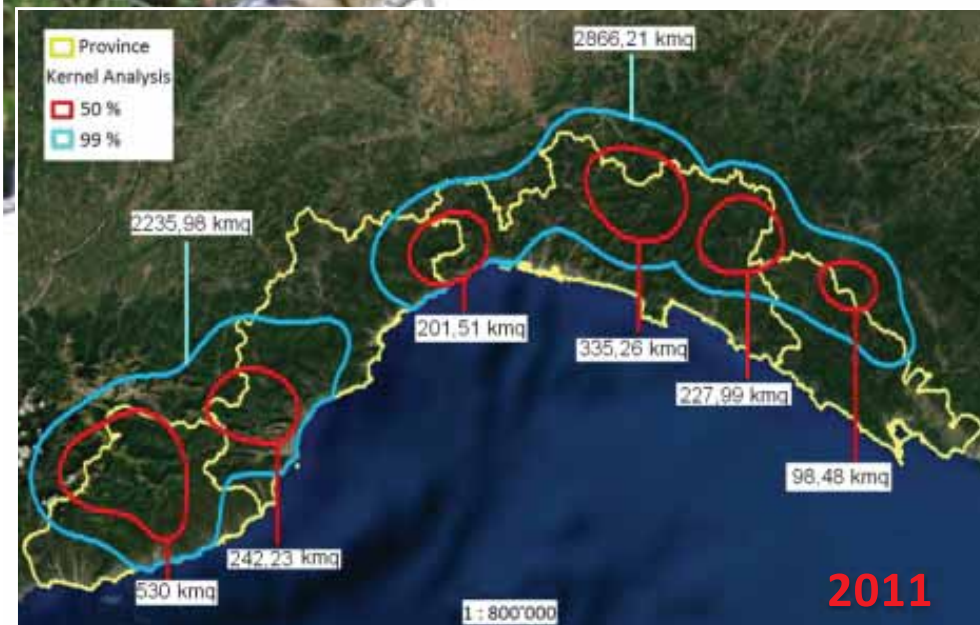 Province
Kernel Analysis
50 %
99 %
2866,21 kmq
2235,98 kmq
201,51 kmq
335,26 kmq
227,99 kmq
98,48 kmq
242,23 kmq
530 kmq
1 : 800'000
2011